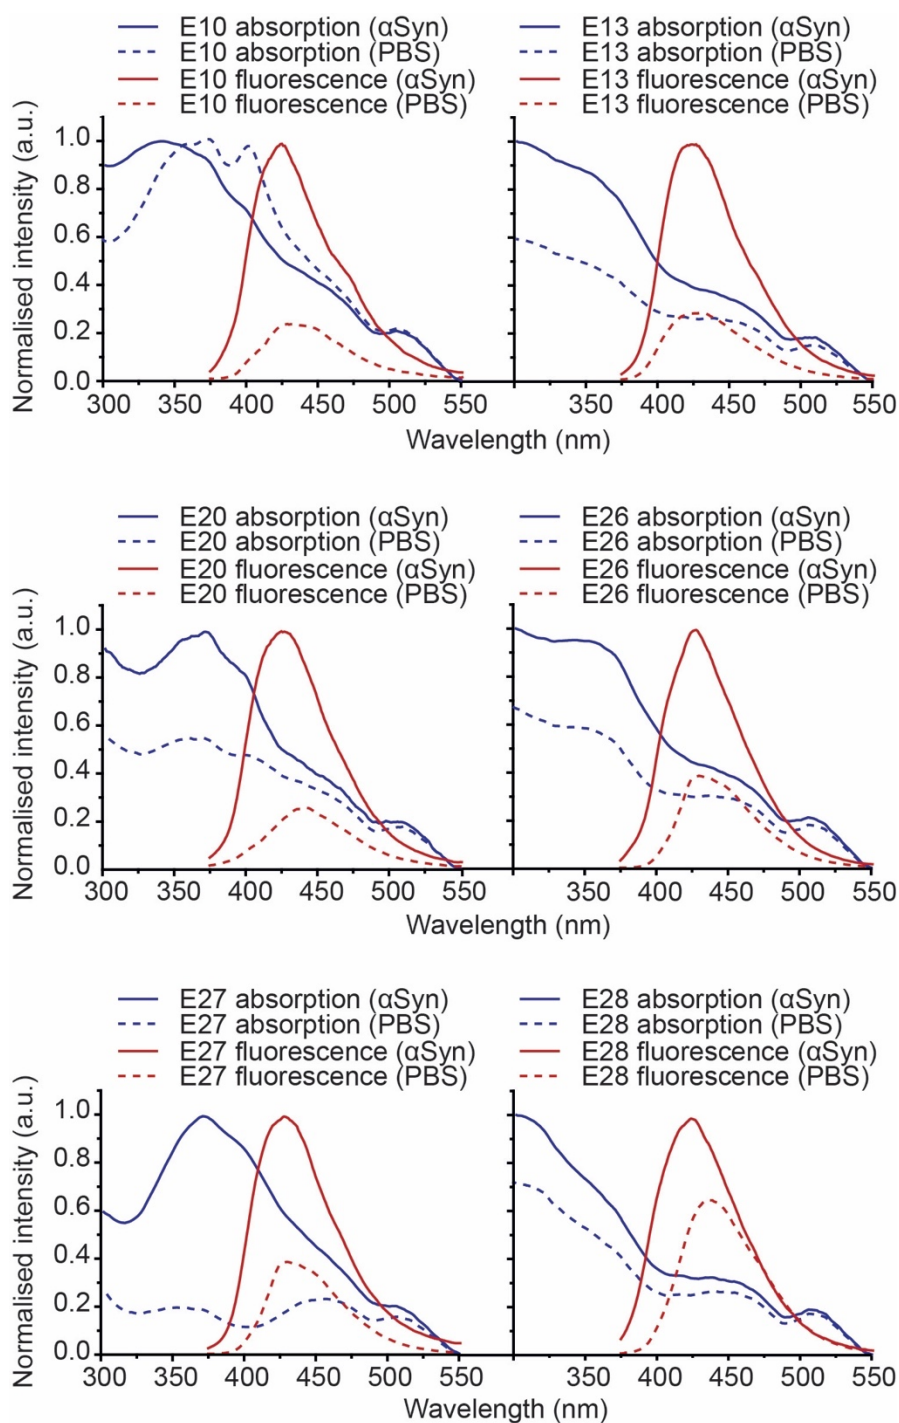 E10 absorption (αSyn)
E10 absorption (PBS)
E10 fluorescence (αSyn)
E10 fluorescence (PBS)
E13 absorption (αSyn)
E13 absorption (PBS)
E13 fluorescence (αSyn)
E13 fluorescence (PBS)
Normalised intensity (a.u.)
1.0
0.8
0.6
0.4
0.2
0.0
300 350 400 450 500 550
350 400 450 500 550
Wavelength (nm)
Wavelength (nm)
E20 absorption (αSyn)
E20 absorption (PBS)
E20 fluorescence (αSyn)
E20 fluorescence (PBS)
E26 absorption (αSyn)
E26 absorption (PBS)
E26 fluorescence (αSyn)
E26 fluorescence (PBS)
Normalised intensity (a.u.)
1.0
0.8
0.6
0.4
0.2
0.0
300 350 400 450 500 550
350 400 450 500 550
Wavelength (nm)
Wavelength (nm)
E27 absorption (αSyn)
E27 absorption (PBS)
E27 fluorescence (αSyn)
E27 fluorescence (PBS)
E28 absorption (αSyn)
E28 absorption (PBS)
E28 fluorescence (αSyn)
E28 fluorescence (PBS)
Normalised intensity (a.u.)
1.0
0.8
0.6
0.4
0.2
0.0
300 350 400 450 500 550
350 400 450 500 550
Wavelength (nm)
Wavelength (nm)